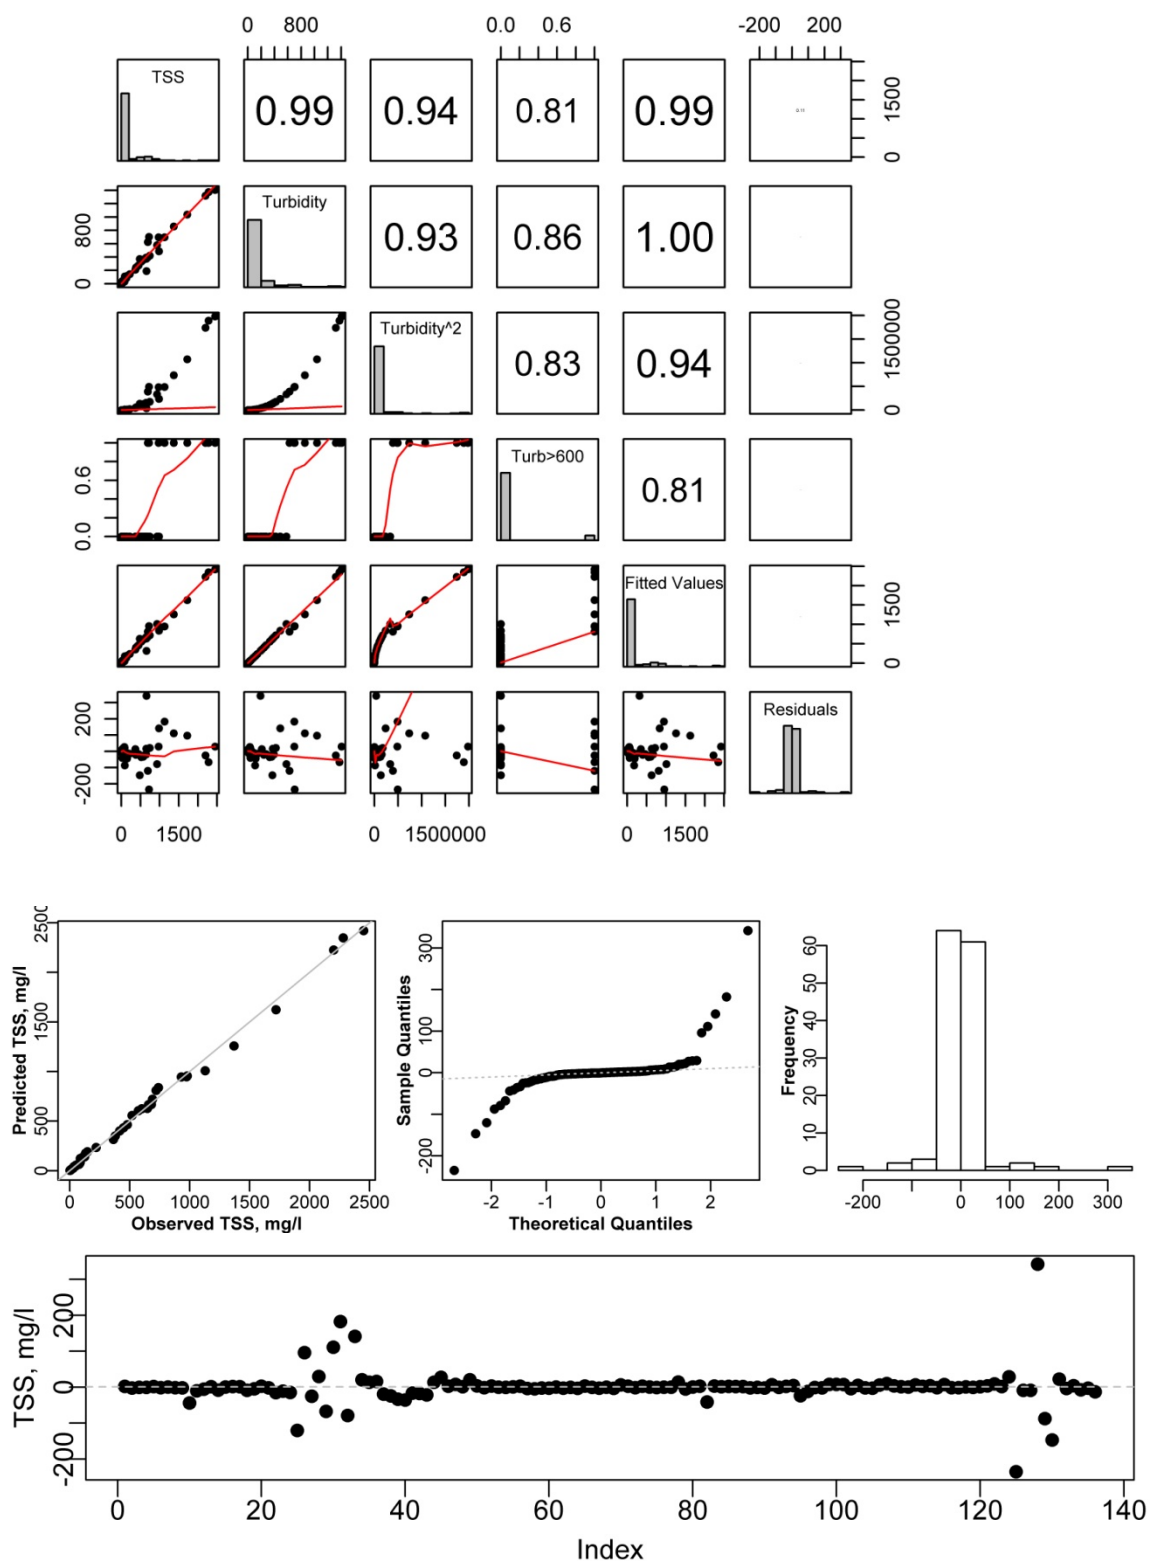 0 800 0.0 0.6 -200 200
TSS 0.99 0.94 0.81 0.99
1500
0
Turbidity 0.93 0.86 1.00
800
0
Turbidity^2 0.83 0.94
1500000
0
Turb>600 0.81
0.6
0.0
Fitted Values
1500
0
Residuals
200
-200
0 1500 0 1500000 0 1500
Predicted TSS, mg/l
2500
1500
500
0
0 500 1000 1500 2000 2500
Observed TSS, mg/l
Sample Quantiles
300
100
0
-200
-2 -1 0 1 2
Theoretical Quantiles
Frequency
60
50
40
30
20
10
0
-200 0 100 200 300
TSS, mg/l
200
0
-200
0 20 40 60 80 100 120 140
Index